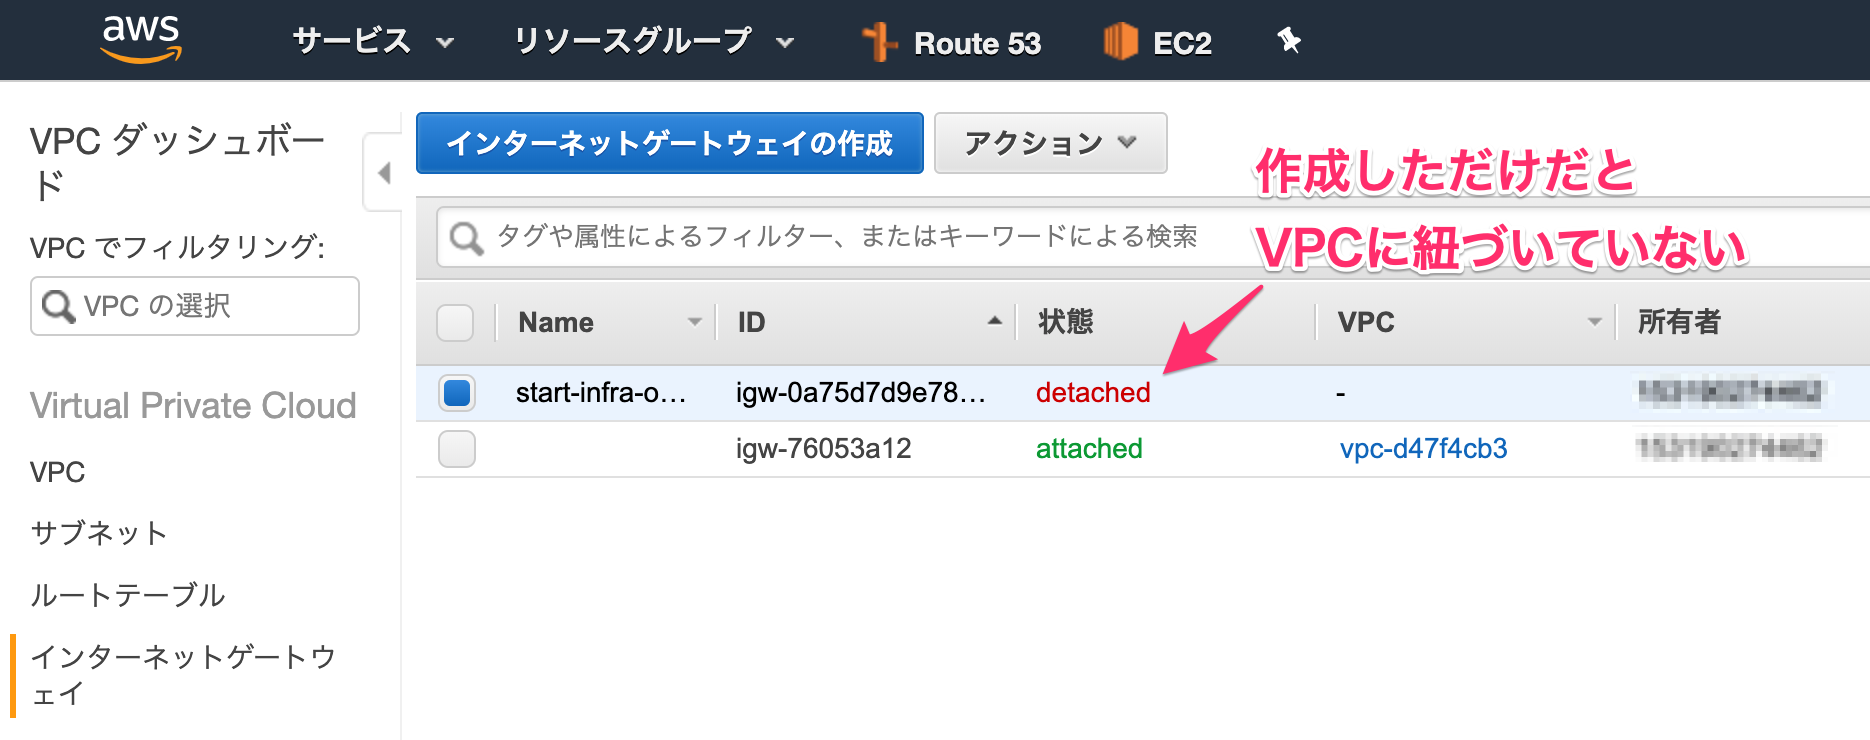 aws
サービス
リソースグループ
Route 53
EC2
VPC ダッシュボー
ド
VPC でフィルタリング:
VPC の選択
Virtual Private Cloud
VPC
サブネット
ルートテーブル
インターネットゲートウ
ェイ
インターネットゲートウェイの作成
アクション
作成しただけだと
VPCに紐づいていない
タグや属性によるフィルター、またはキーワードによる検索
Name ID 状態 VPC 所有者
start-infra-o... igw-0a75d7d9e78... detached -
igw-76053a12 attached vpc-d47f4cb3